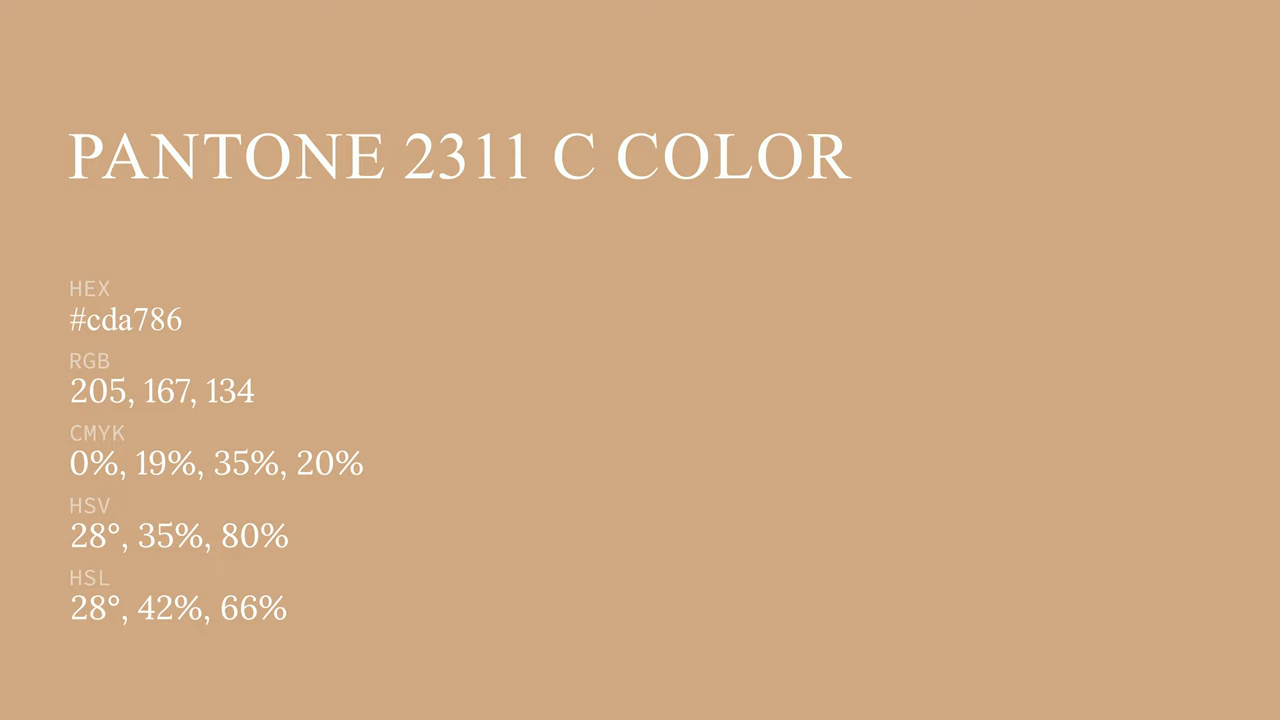 PANTONE 2311 C COLOR
HEX
#cda786
RGB
205, 167, 134
CMYK
0%, 19%, 35%, 20%
HSV
28°, 35%, 80%
HSL
28°, 42%, 66%